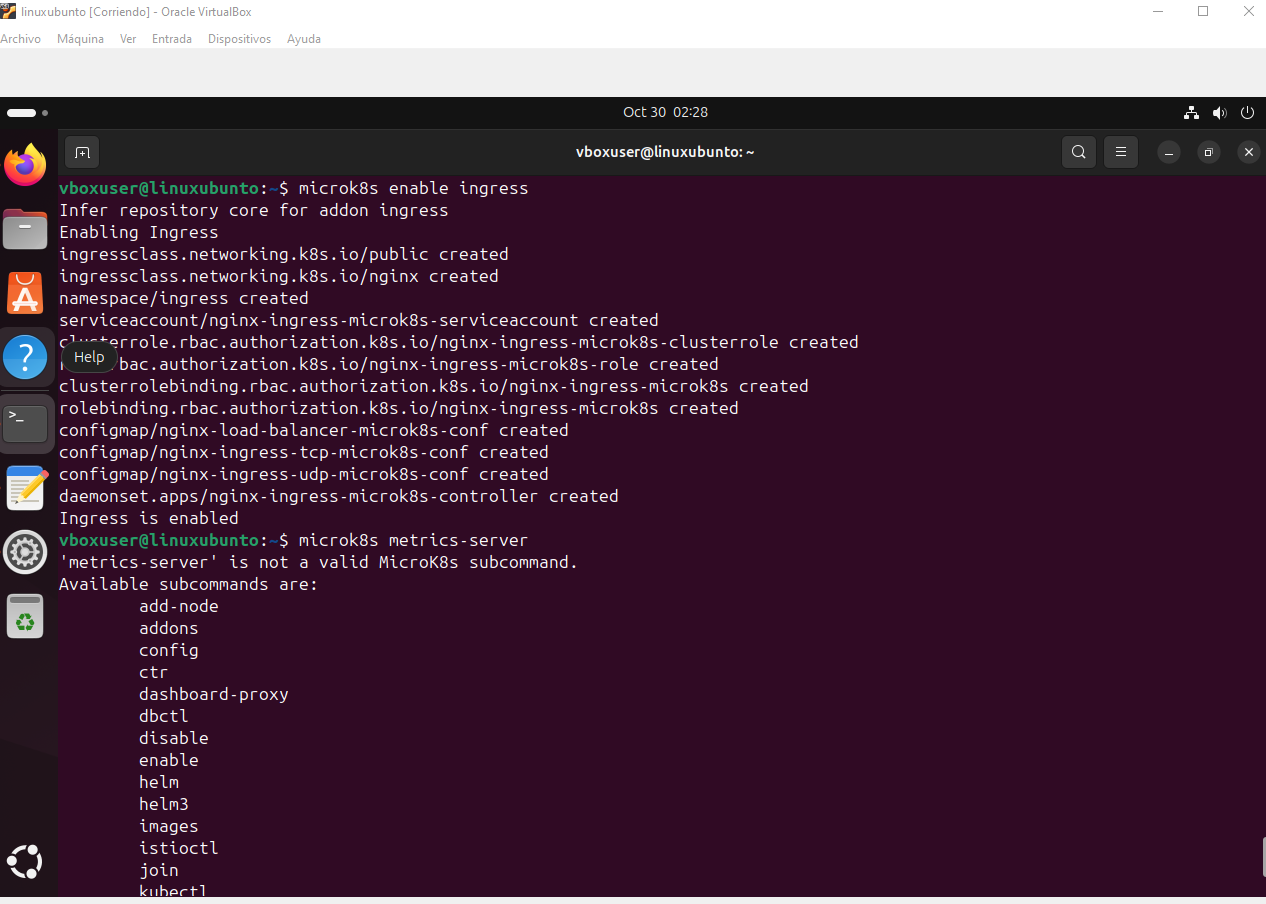 linuxubunto [Corriendo] - Oracle VirtualBox
Archivo Máquina Ver Entrada Dispositivos Ayuda
Oct 30 02:28
vboxuser@linuxubunto: ~
vboxuser@linuxubunto:~$ microk8s enable ingress
Infer repository core for addon ingress
Enabling Ingress
ingressclass.networking.k8s.io/public created
ingressclass.networking.k8s.io/nginx created
namespace/ingress created
serviceaccount/nginx-ingress-microk8s-serviceaccount created
clusterrole.rbac.authorization.k8s.io/nginx-ingress-microk8s-clusterrole created
Help
bac.authorization.k8s.io/nginx-ingress-microk8s-role created
clusterrolebinding.rbac.authorization.k8s.io/nginx-ingress-microk8s created
rolebinding.rbac.authorization.k8s.io/nginx-ingress-microk8s created
configmap/nginx-load-balancer-microk8s-conf created
configmap/nginx-ingress-tcp-microk8s-conf created
configmap/nginx-ingress-udp-microk8s-conf created
daemonset.apps/nginx-ingress-microk8s-controller created
Ingress is enabled
vboxuser@linuxubunto:~$ microk8s metrics-server
'metrics-server' is not a valid MicroK8s subcommand.
Available subcommands are:
add-node
addons
config
ctr
dashboard-proxy
dbctl
disable
enable
helm
helm3
images
istioctl
join
kubectl